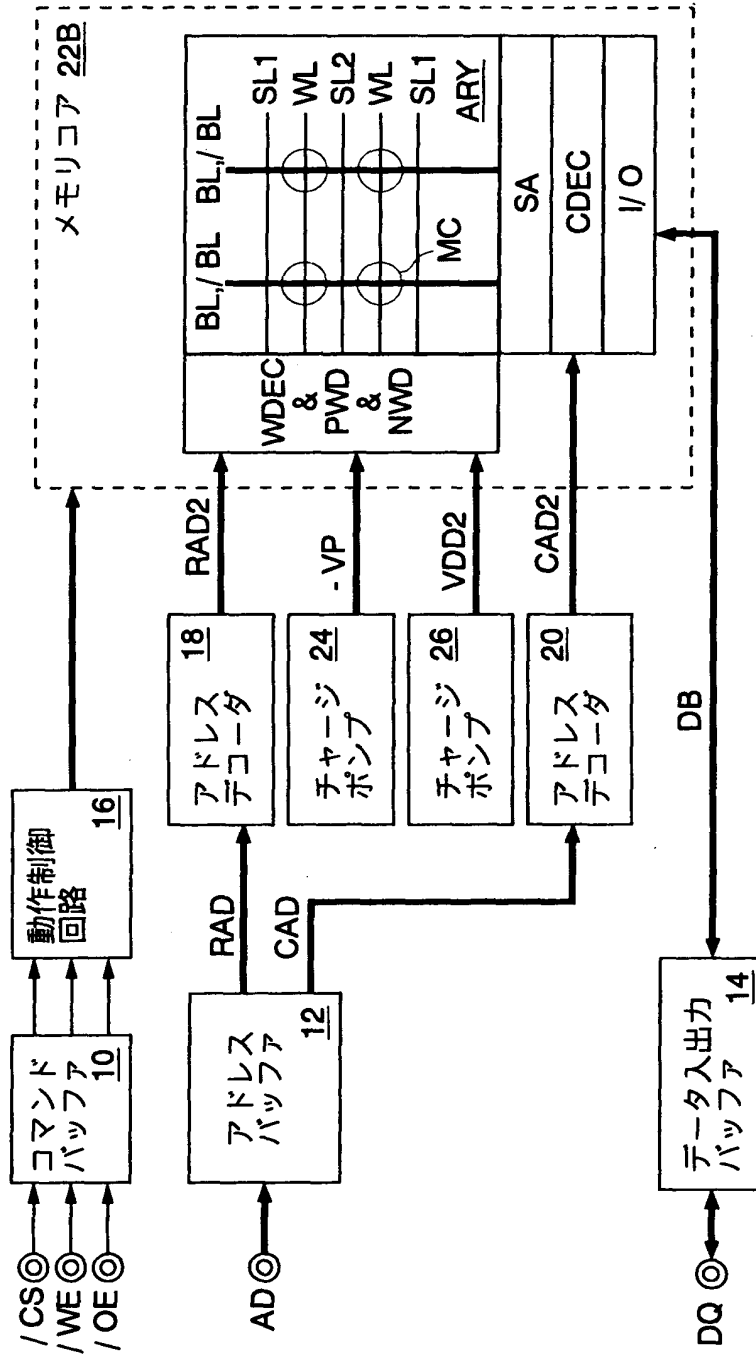 /CS
/WE
/OE
コマンド
バッファ
10
動作制御
回路
16
メモリコア 22B
AD
アドレス
バッファ
12
RAD
CAD
アドレス
デコーダ
18
RAD2
チャージ
ポンプ
24
- VP
チャージ
ポンプ
26
VDD2
アドレス
デコーダ
20
CAD2
WDEC
&
PWD
&
NWD
BL,/BL
BL,/BL
SL1
WL
SL2
WL
SL1
MC
ARY
SA
CDEC
I/O
DB
DQ
データ入出力
バッファ
14